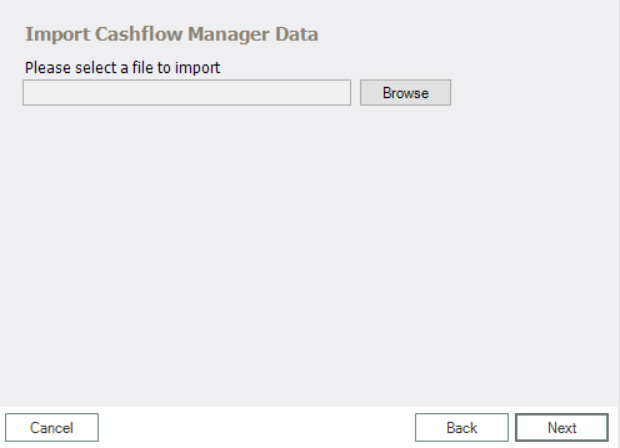 Import Cashflow Manager Data
Please select a file to import
Browse
Cancel
Back
Next